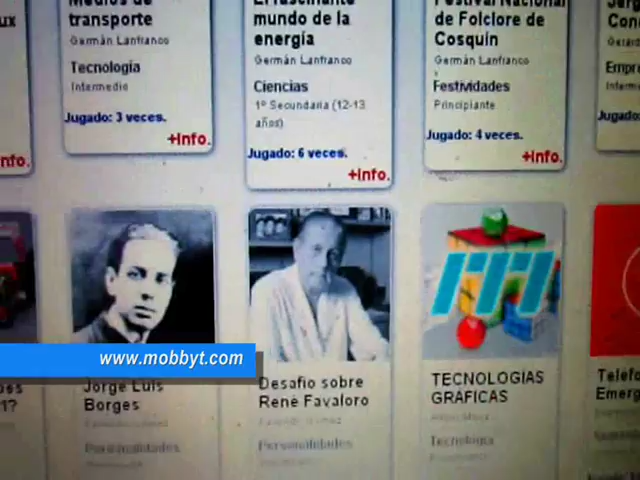 Medios de
transporte
Germán Lanfranco
Tecnología
Intermedio
Jugado: 3 veces.
+Info.
El fascinante
mundo de la
energía
Germán Lanfranco
Ciencias
1º Secundaria (12-13
años)
Jugado: 6 veces.
+Info.
Festival Nacional
de Folclore de
Cosquín
Germán Lanfranco
Festividades
Principiante
Jugado: 4 veces.
+Info.
www.mobbyt.com
Jorge Luis
Borges
Personalidades
Desafio sobre
René Favaloro
Personalidades
TECNOLOGIAS
GRAFICAS
Tecnología